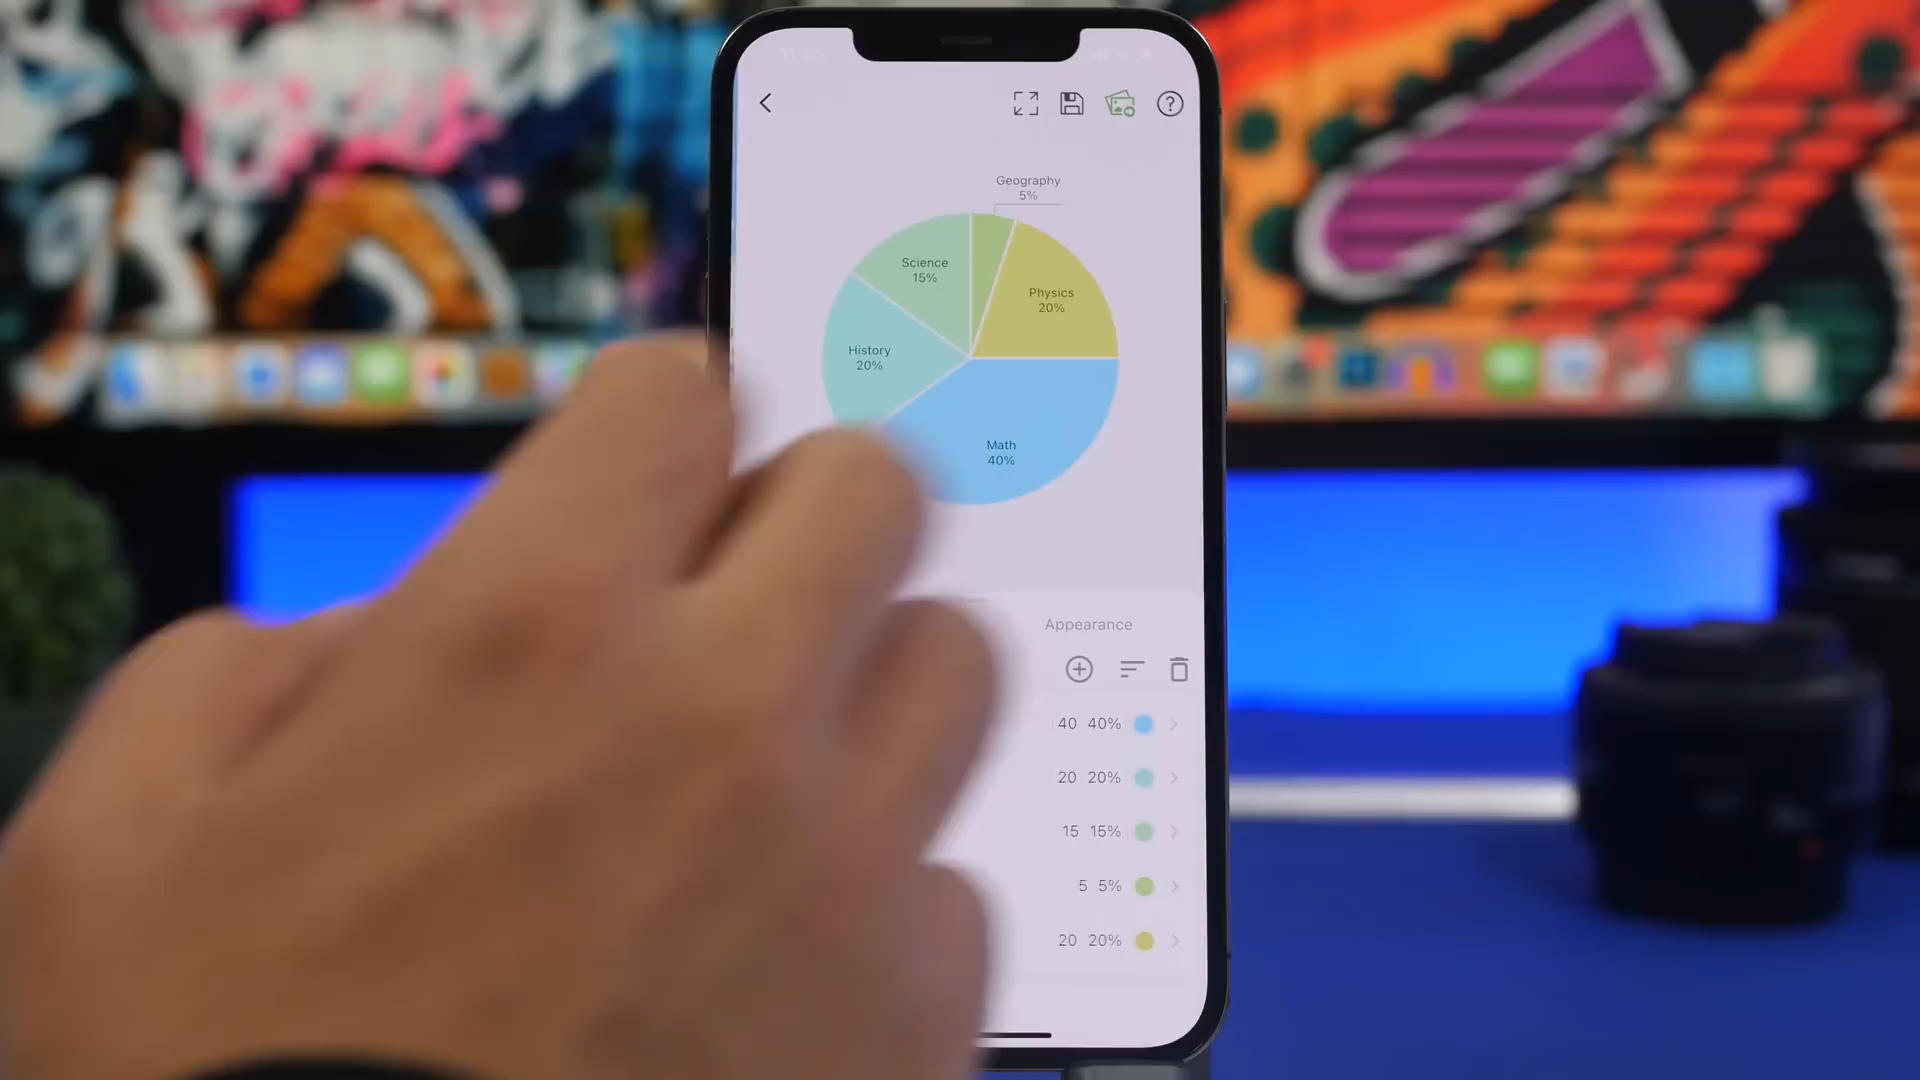 Geography
5%
Science
15%
Physics
20%
History
20%
Math
40%
Appearance
40 40%
20 20%
15 15%
5 5%
20 20%